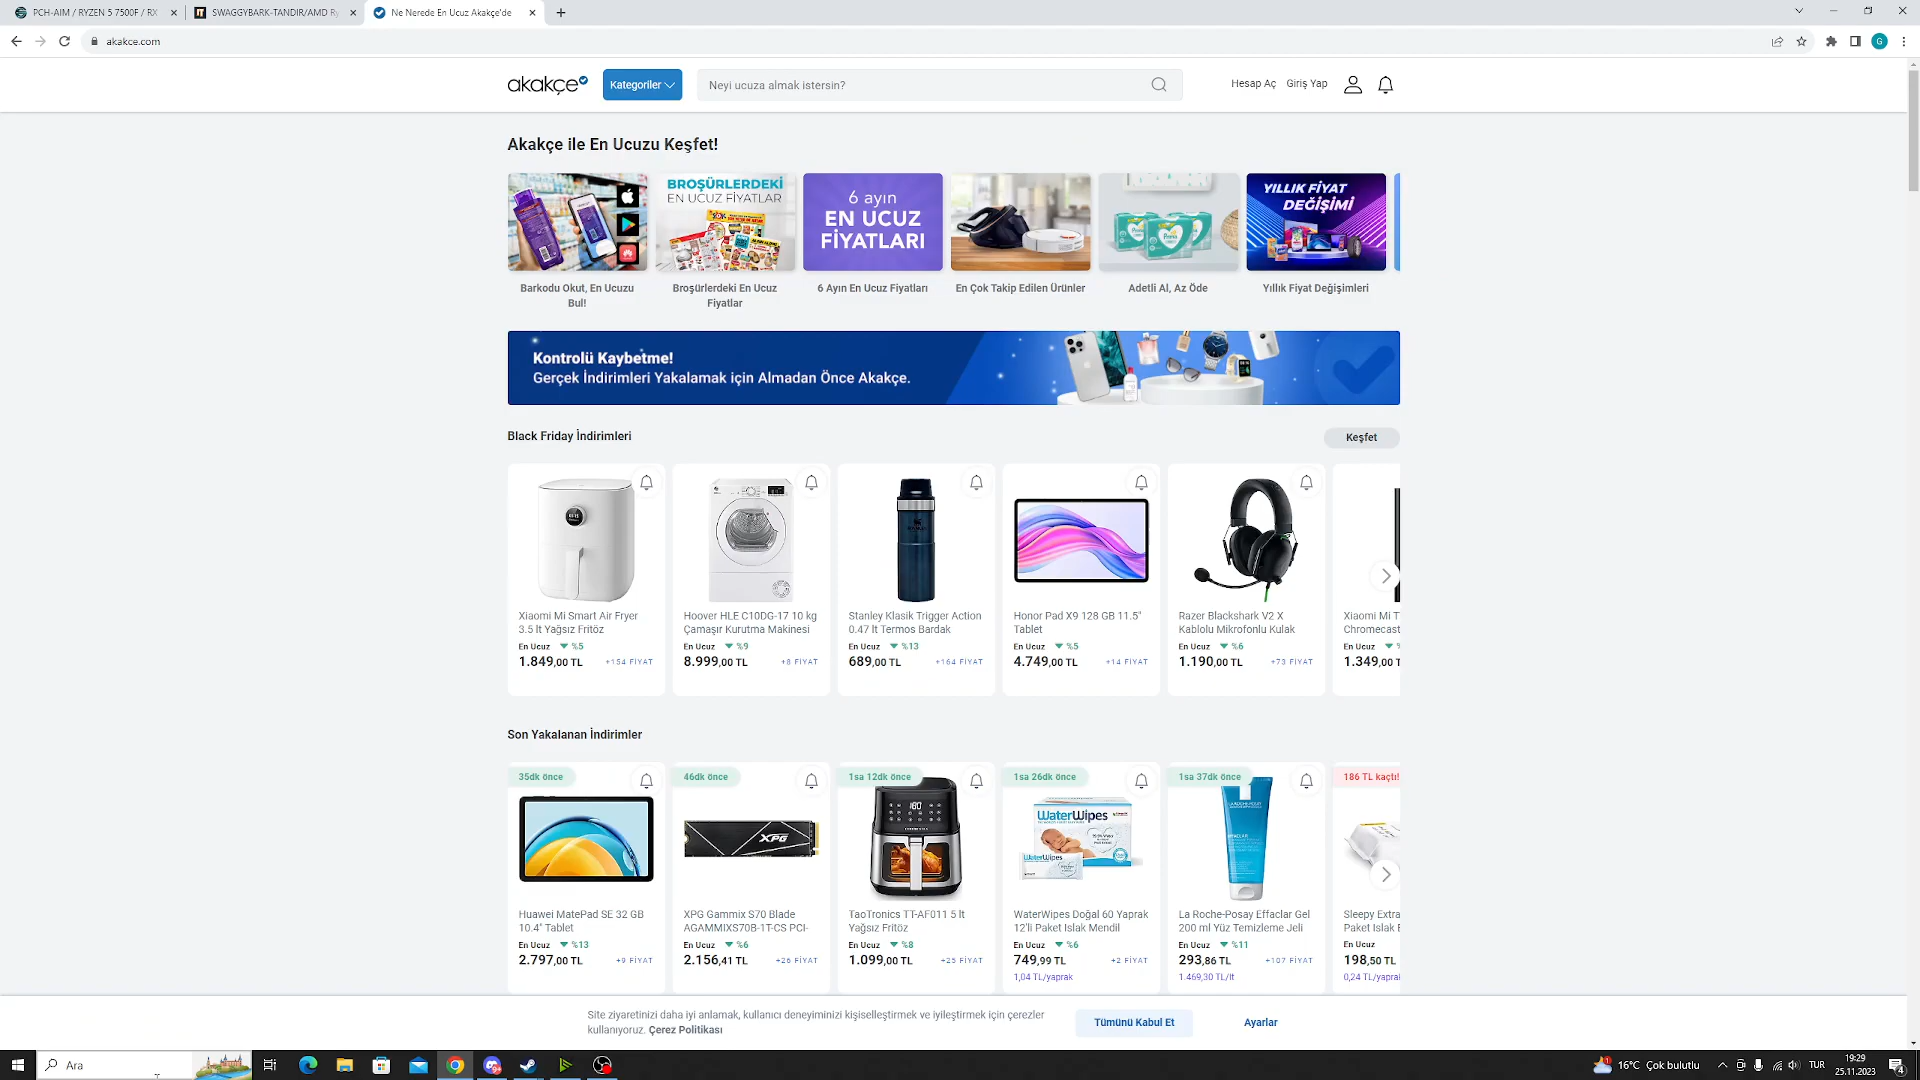 PCH-AIM / RYZEN 5 7500F / RX
SWAGGYBARK-TANDIR/AMD Ry
Ne Nerede En Ucuz Akakçe'de
akakce.com
G
akakçe
Kategoriler
Neyi ucuza almak istersin?
Hesap Aç
Giriş Yap
Akakçe ile En Ucuzu Keşfet!
BROŞÜRLERDEKİ
EN UCUZ FİYATLAR
6 ayın
EN UCUZ
FİYATLARI
YILLIK FİYAT
DEĞİŞİMİ
Barkodu Okut, En Ucuzu
Bul!
Broşürlerdeki En Ucuz
Fiyatlar
6 Ayın En Ucuz Fiyatları
En Çok Takip Edilen Ürünler
Adetli Al, Az Öde
Yıllık Fiyat Değişimleri
Kontrolü Kaybetme!
Gerçek İndirimleri Yakalamak için Almadan Önce Akakçe.
Black Friday İndirimleri
Keşfet
Xiaomi Mi Smart Air Fryer
3.5 lt Yağsız Fritöz
En Ucuz %5
1.849,00 TL +154 FİYAT
Hoover HLE C10DG-17 10 kg
Çamaşır Kurutma Makinesi
En Ucuz %9
8.999,00 TL +8 FİYAT
Stanley Klasik Trigger Action
0.47 lt Termos Bardak
En Ucuz %13
689,00 TL +164 FİYAT
Honor Pad X9 128 GB 11.5"
Tablet
En Ucuz %5
4.749,00 TL +14 FİYAT
Razer Blackshark V2 X
Kablolu Mikrofonlu Kulak
En Ucuz %6
1.190,00 TL +73 FİYAT
Xiaomi Mi T
Chromecast
En Ucuz %
1.349,00 T
Son Yakalanan İndirimler
35dk önce
Huawei MatePad SE 32 GB
10.4" Tablet
En Ucuz %13
2.797,00 TL +9 FİYAT
46dk önce
XPG
XPG Gammix S70 Blade
AGAMMIXS70B-1T-CS PCI-
En Ucuz %6
2.156,41 TL +26 FİYAT
1sa 12dk önce
180
TaoTronics TT-AF011 5 lt
Yağsız Fritöz
En Ucuz %8
1.099,00 TL +25 FİYAT
1sa 26dk önce
WaterWipes
WaterWipes
WaterWipes Doğal 60 Yaprak
12'li Paket Islak Mendil
En Ucuz %6
749,99 TL +2 FİYAT
1,04 TL/yaprak
1sa 37dk önce
La Roche-Posay Effaclar Gel
200 ml Yüz Temizleme Jeli
En Ucuz %11
293,86 TL +107 FİYAT
1.469,30 TL/lt
186 TL kaçtı!
Sleepy Extra
Paket Islak
En Ucuz
198,50 TL
0,24 TL/yaprak
Site ziyaretinizi daha iyi anlamak, kullanıcı deneyiminizi kişiselleştirmek ve iyileştirmek için çerezler
kullanıyoruz. Çerez Politikası
Tümünü Kabul Et
Ayarlar
Ara
16°C Çok bulutlu
TUR
19:29
25.11.2023
4